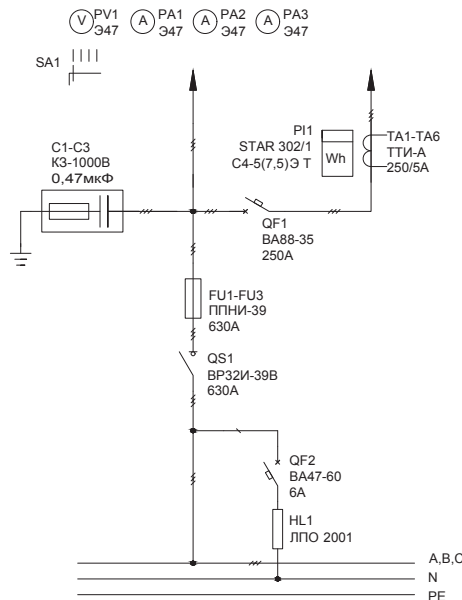 V PV1 Э47
A PA1 Э47
A PA2 Э47
A PA3 Э47
SA1
PI1
STAR 302/1
С4-5(7,5)Э Т
Wh
TA1-TA6
ТТИ-А
250/5А
C1-C3
КЗ-1000В
0,47мкФ
QF1
ВА88-35
250А
FU1-FU3
ППНИ-39
630А
QS1
ВР32И-39В
630А
QF2
ВА47-60
6А
HL1
ЛПО 2001
A,B,C
N
PE